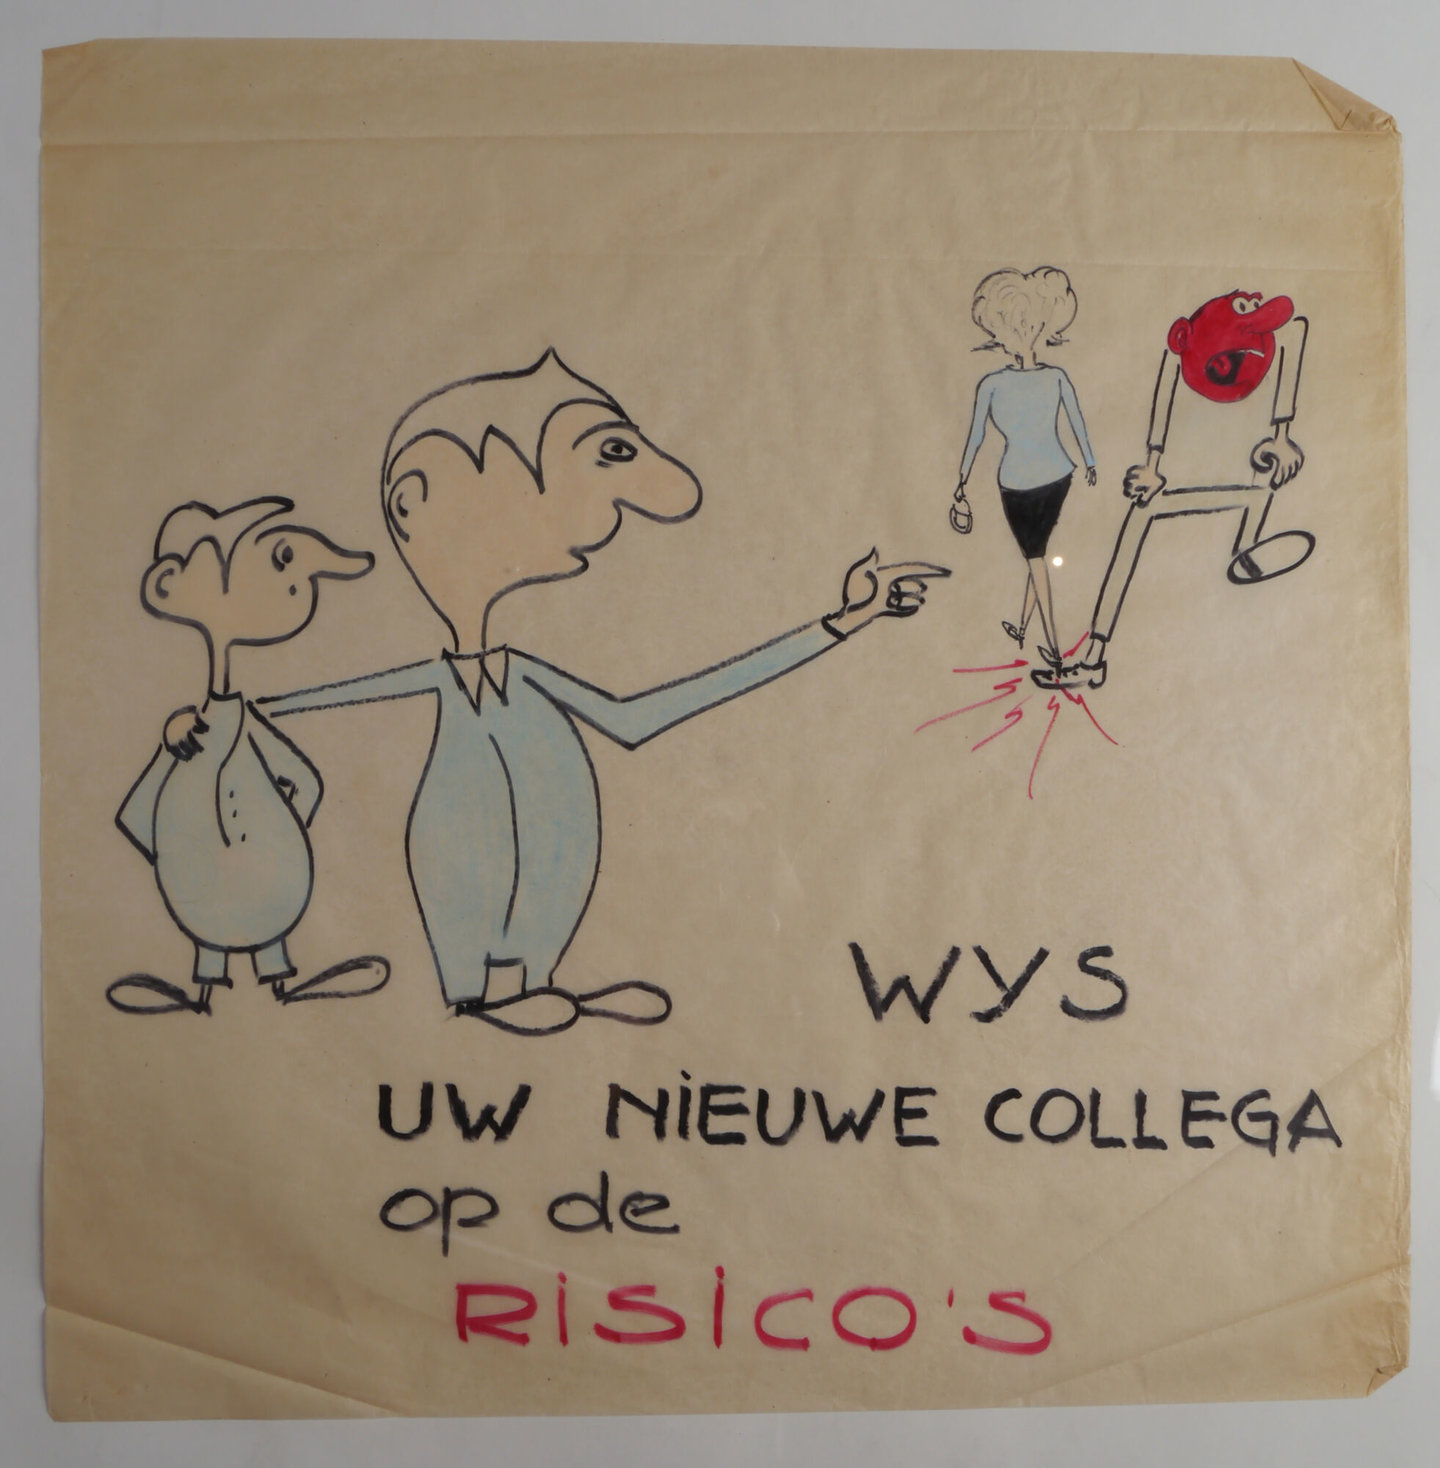 WYS
UW NiEUWE COLLEGA
op de
RiSiCO'S